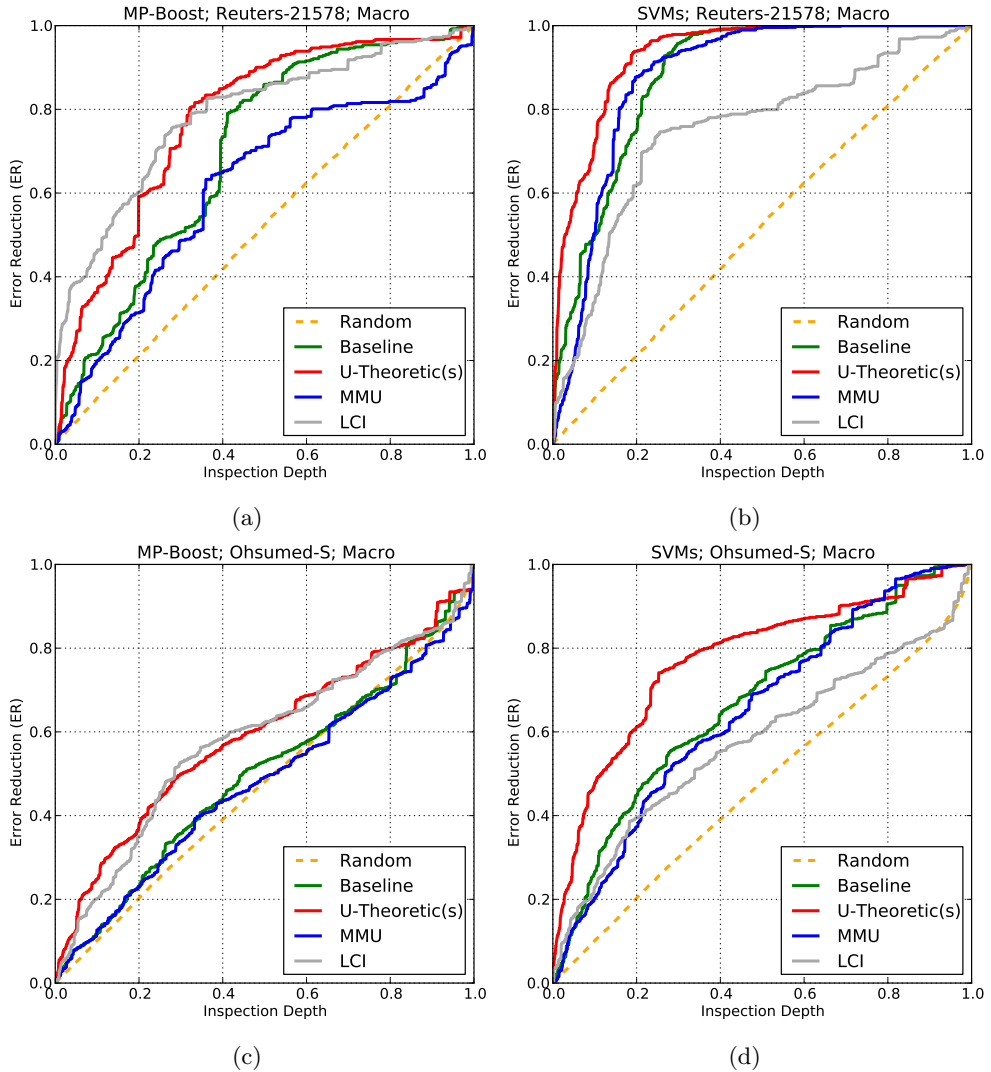 MP-Boost; Reuters-21578; Macro
Error Reduction (ER)
1.0
0.8
0.6
0.4
0.2
0.0
0.0 0.2 0.4 0.6 0.8 1.0
Inspection Depth
Random
Baseline
U-Theoretic(s)
MMU
LCI
(a)
SVMs; Reuters-21578; Macro
Error Reduction (ER)
1.0
0.8
0.6
0.4
0.2
0.0
0.0 0.2 0.4 0.6 0.8 1.0
Inspection Depth
Random
Baseline
U-Theoretic(s)
MMU
LCI
(b)
MP-Boost; Ohsumed-S; Macro
Error Reduction (ER)
1.0
0.8
0.6
0.4
0.2
0.0
0.0 0.2 0.4 0.6 0.8 1.0
Inspection Depth
Random
Baseline
U-Theoretic(s)
MMU
LCI
(c)
SVMs; Ohsumed-S; Macro
Error Reduction (ER)
1.0
0.8
0.6
0.4
0.2
0.0
0.0 0.2 0.4 0.6 0.8 1.0
Inspection Depth
Random
Baseline
U-Theoretic(s)
MMU
LCI
(d)